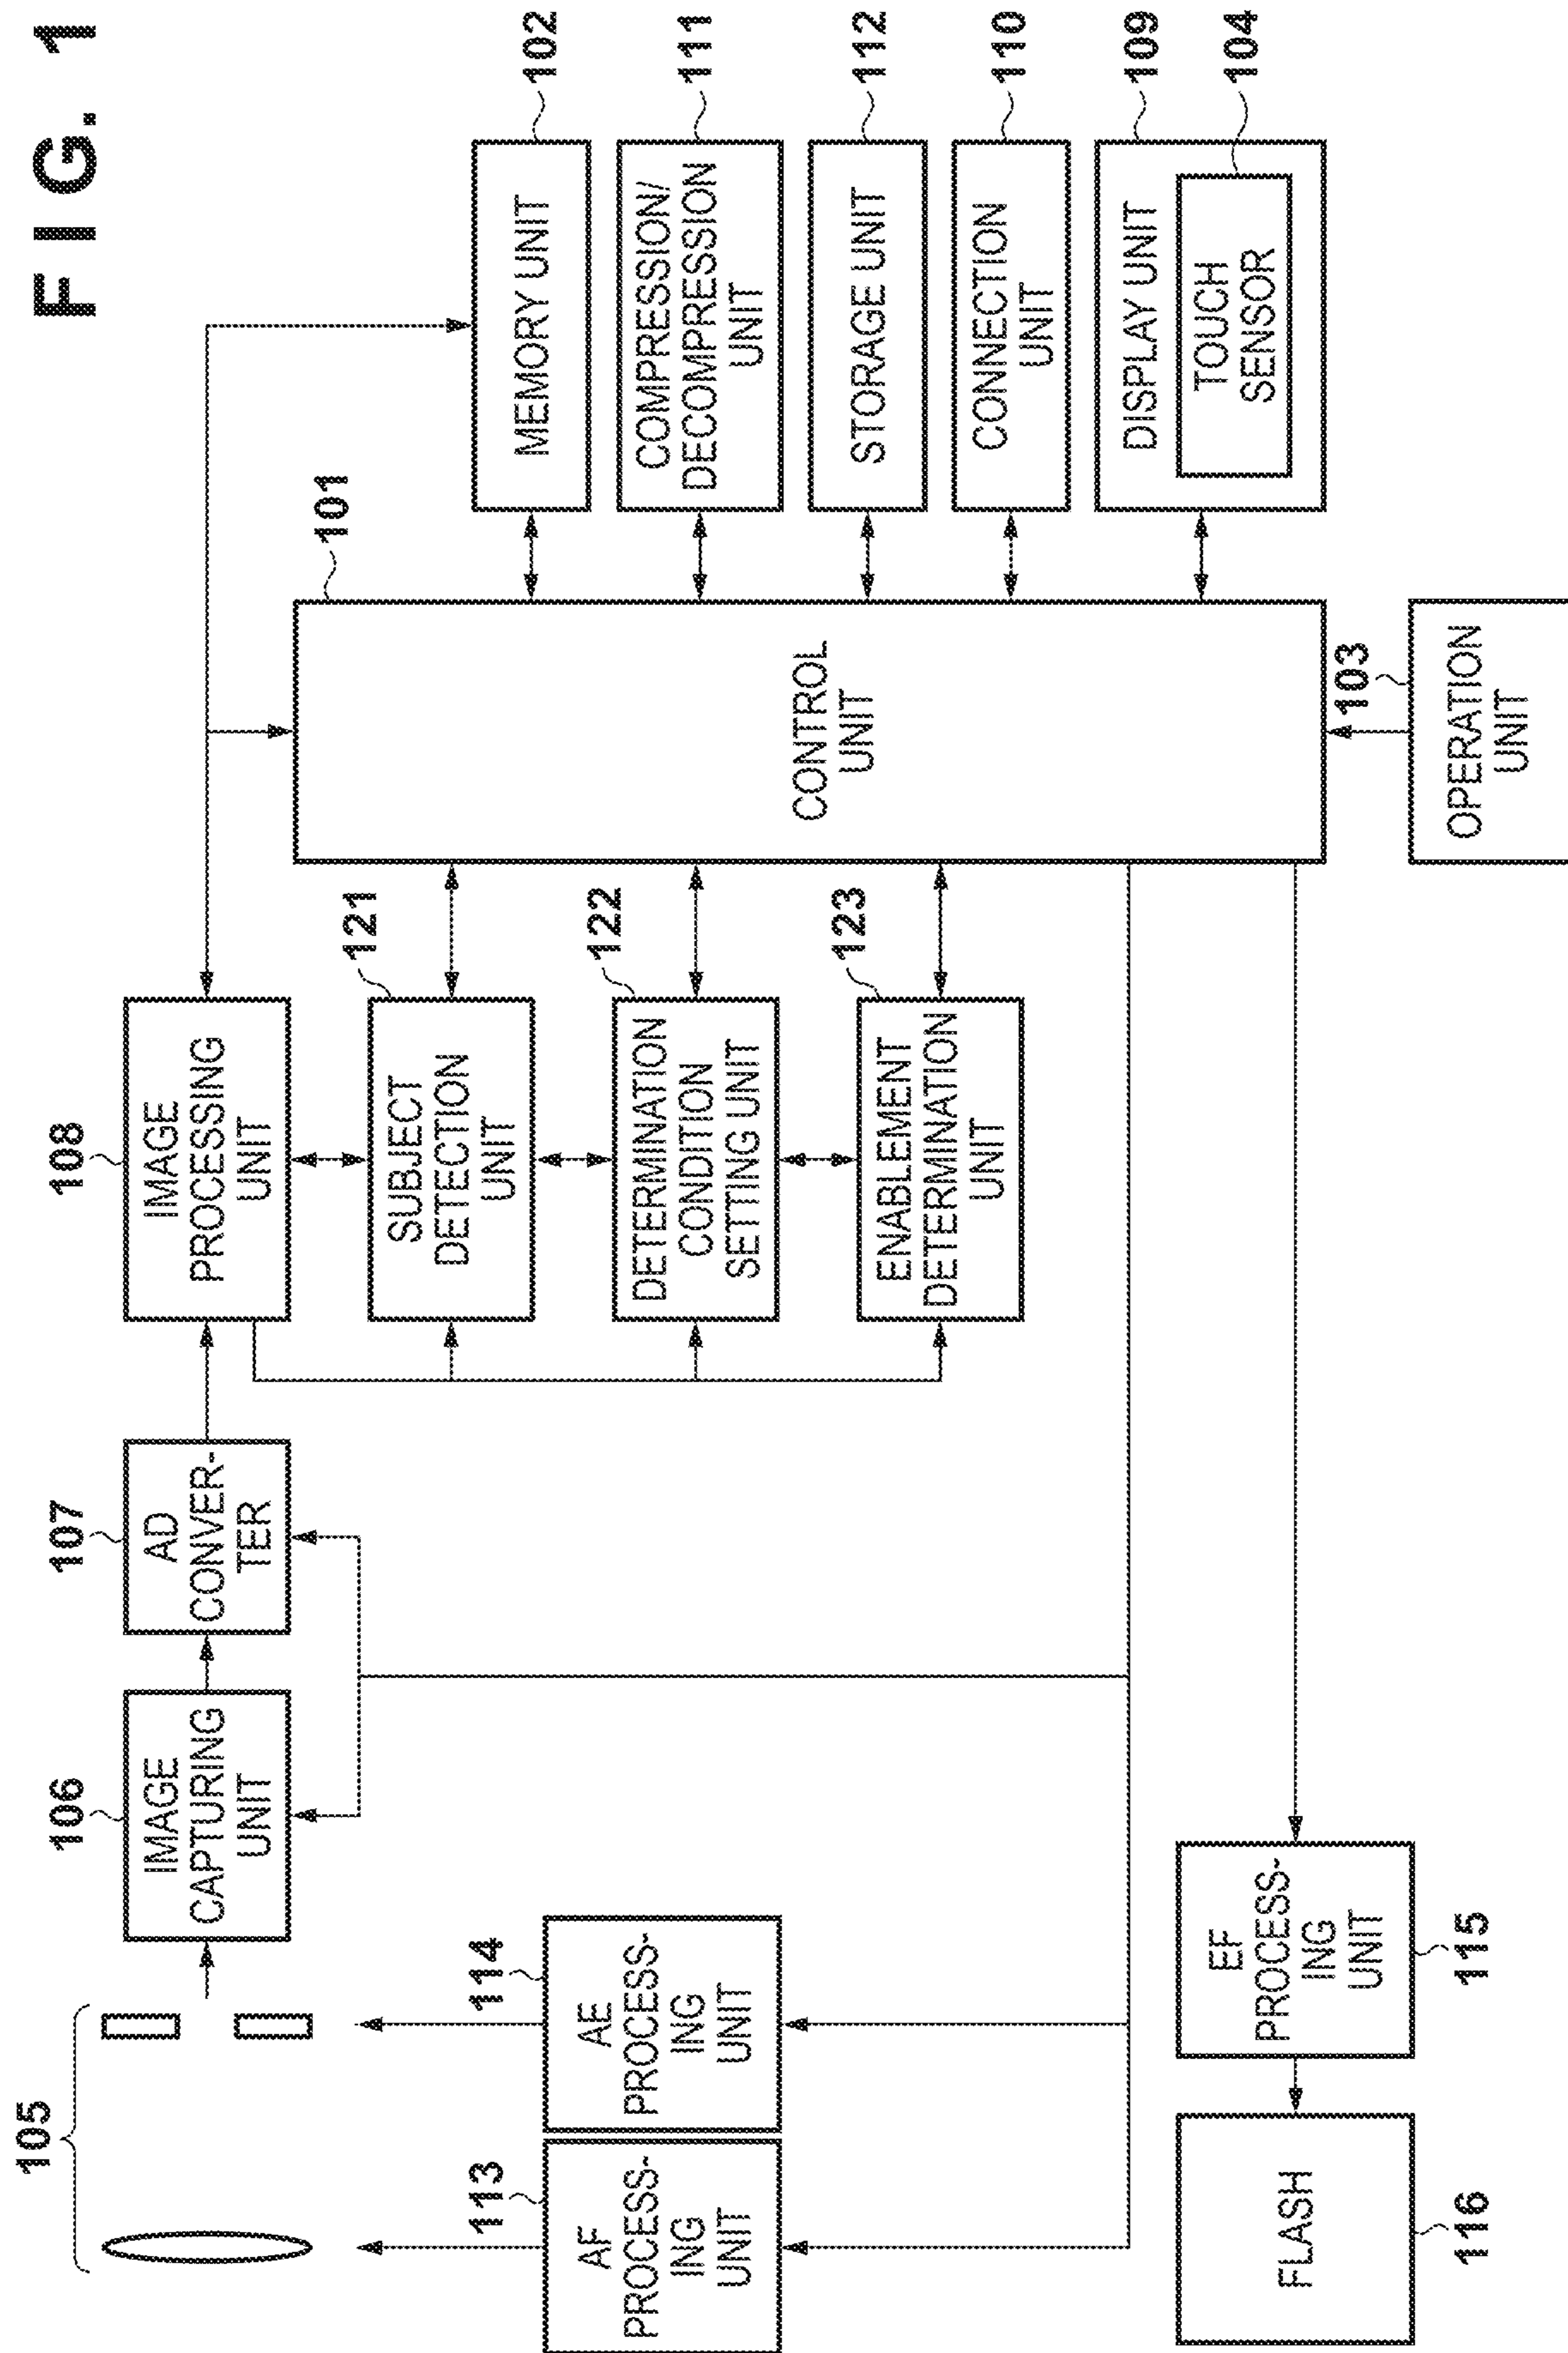 FIG. 1
105
106
IMAGE
CAPTURING
UNIT
107
AD
CONVER-
TER
108
IMAGE
PROCESSING
UNIT
121
SUBJECT
DETECTION
UNIT
122
DETERMINATION
CONDITION
SETTING UNIT
123
ENABLEMENT
DETERMINATION
UNIT
101
CONTROL
UNIT
102
MEMORY UNIT
111
COMPRESSION/
DECOMPRESSION
UNIT
112
STORAGE UNIT
110
CONNECTION
UNIT
109
DISPLAY UNIT
104
TOUCH
SENSOR
103
OPERATION
UNIT
113
AF
PROCESS-
ING
UNIT
114
AE
PROCESS-
ING
UNIT
115
EF
PROCESS-
ING
UNIT
116
FLASH